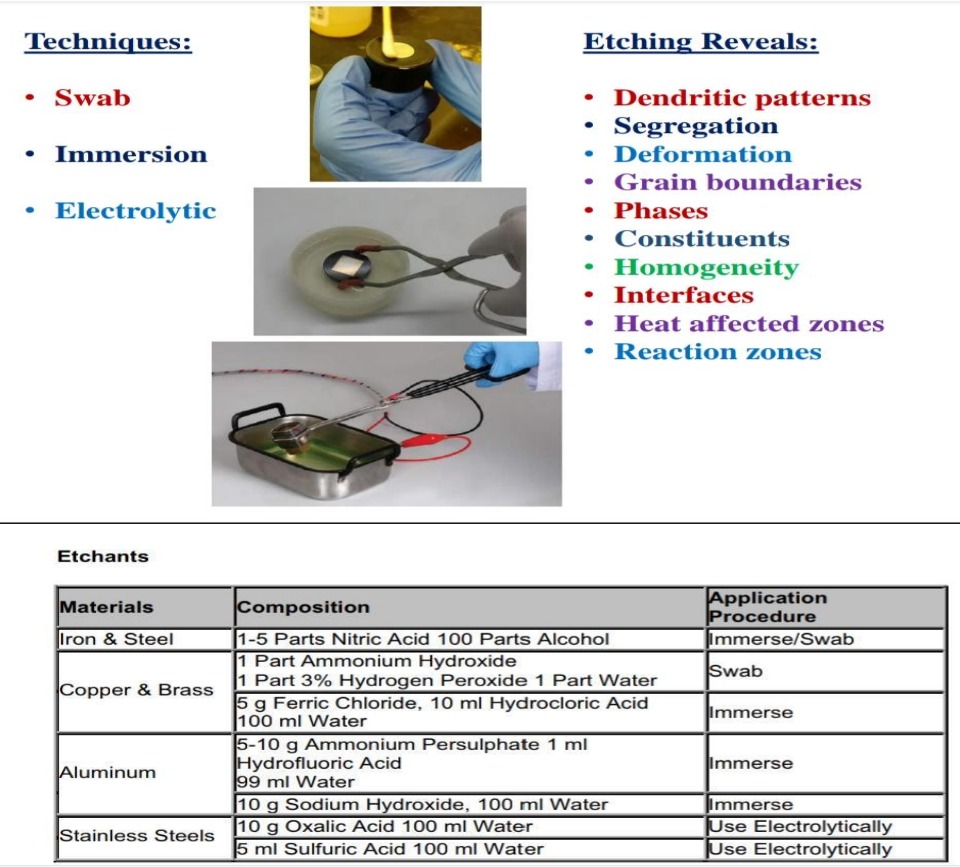 Techniques:
• Swab
• Immersion
• Electrolytic
Etching Reveals:
• Dendritic patterns
• Segregation
• Deformation
• Grain boundaries
• Phases
• Constituents
• Homogeneity
• Interfaces
• Heat affected zones
• Reaction zones
Etchants
Materials
Composition
Application
Procedure
Iron & Steel
1-5 Parts Nitric Acid 100 Parts Alcohol
Immerse/Swab
Copper & Brass
1 Part Ammonium Hydroxide
1 Part 3% Hydrogen Peroxide 1 Part Water
Swab
5 g Ferric Chloride, 10 ml Hydrocloric Acid
100 ml Water
Immerse
Aluminum
5-10 g Ammonium Persulphate 1 ml
Hydrofluoric Acid
99 ml Water
Immerse
10 g Sodium Hydroxide, 100 ml Water
Immerse
Stainless Steels
10 g Oxalic Acid 100 ml Water
Use Electrolytically
5 ml Sulfuric Acid 100 ml Water
Use Electrolytically